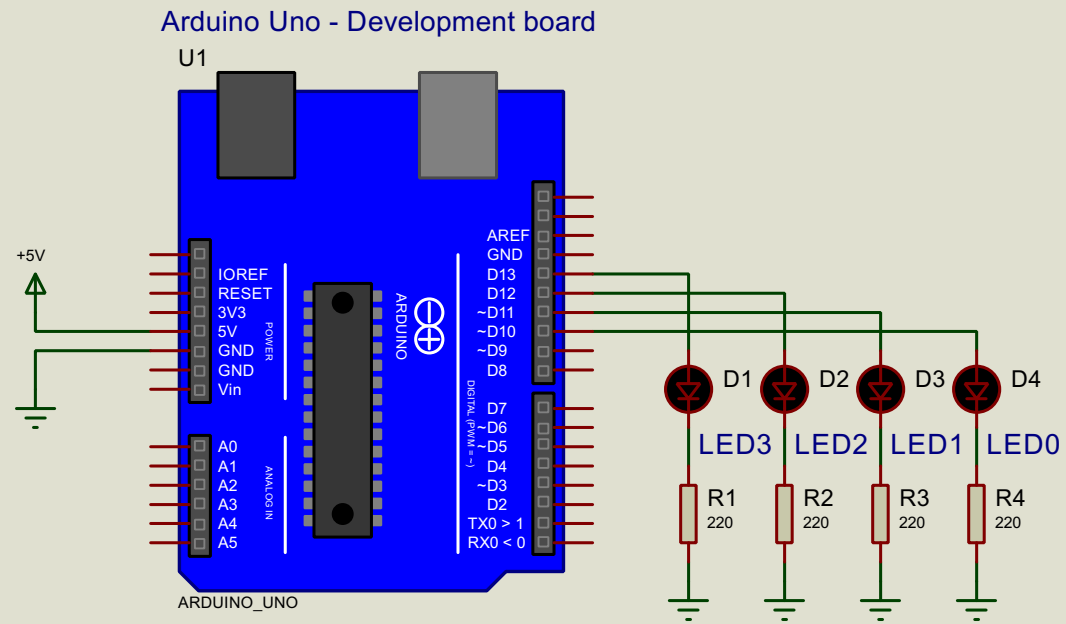 Arduino Uno - Development board
U1
+5V
IOREF
RESET
3V3
5V
GND
GND
Vin
POWER
A0
A1
A2
A3
A4
A5
ANALOG IN
ARDUINO
AREF
GND
D13
D12
~D11
~D10
~D9
D8
D7
~D6
~D5
D4
~D3
D2
TX0 > 1
RX0 < 0
DIGITAL (PWM = ~)
ARDUINO_UNO
D1 D2 D3 D4
LED3 LED2 LED1 LED0
R1 R2 R3 R4
220 220 220 220